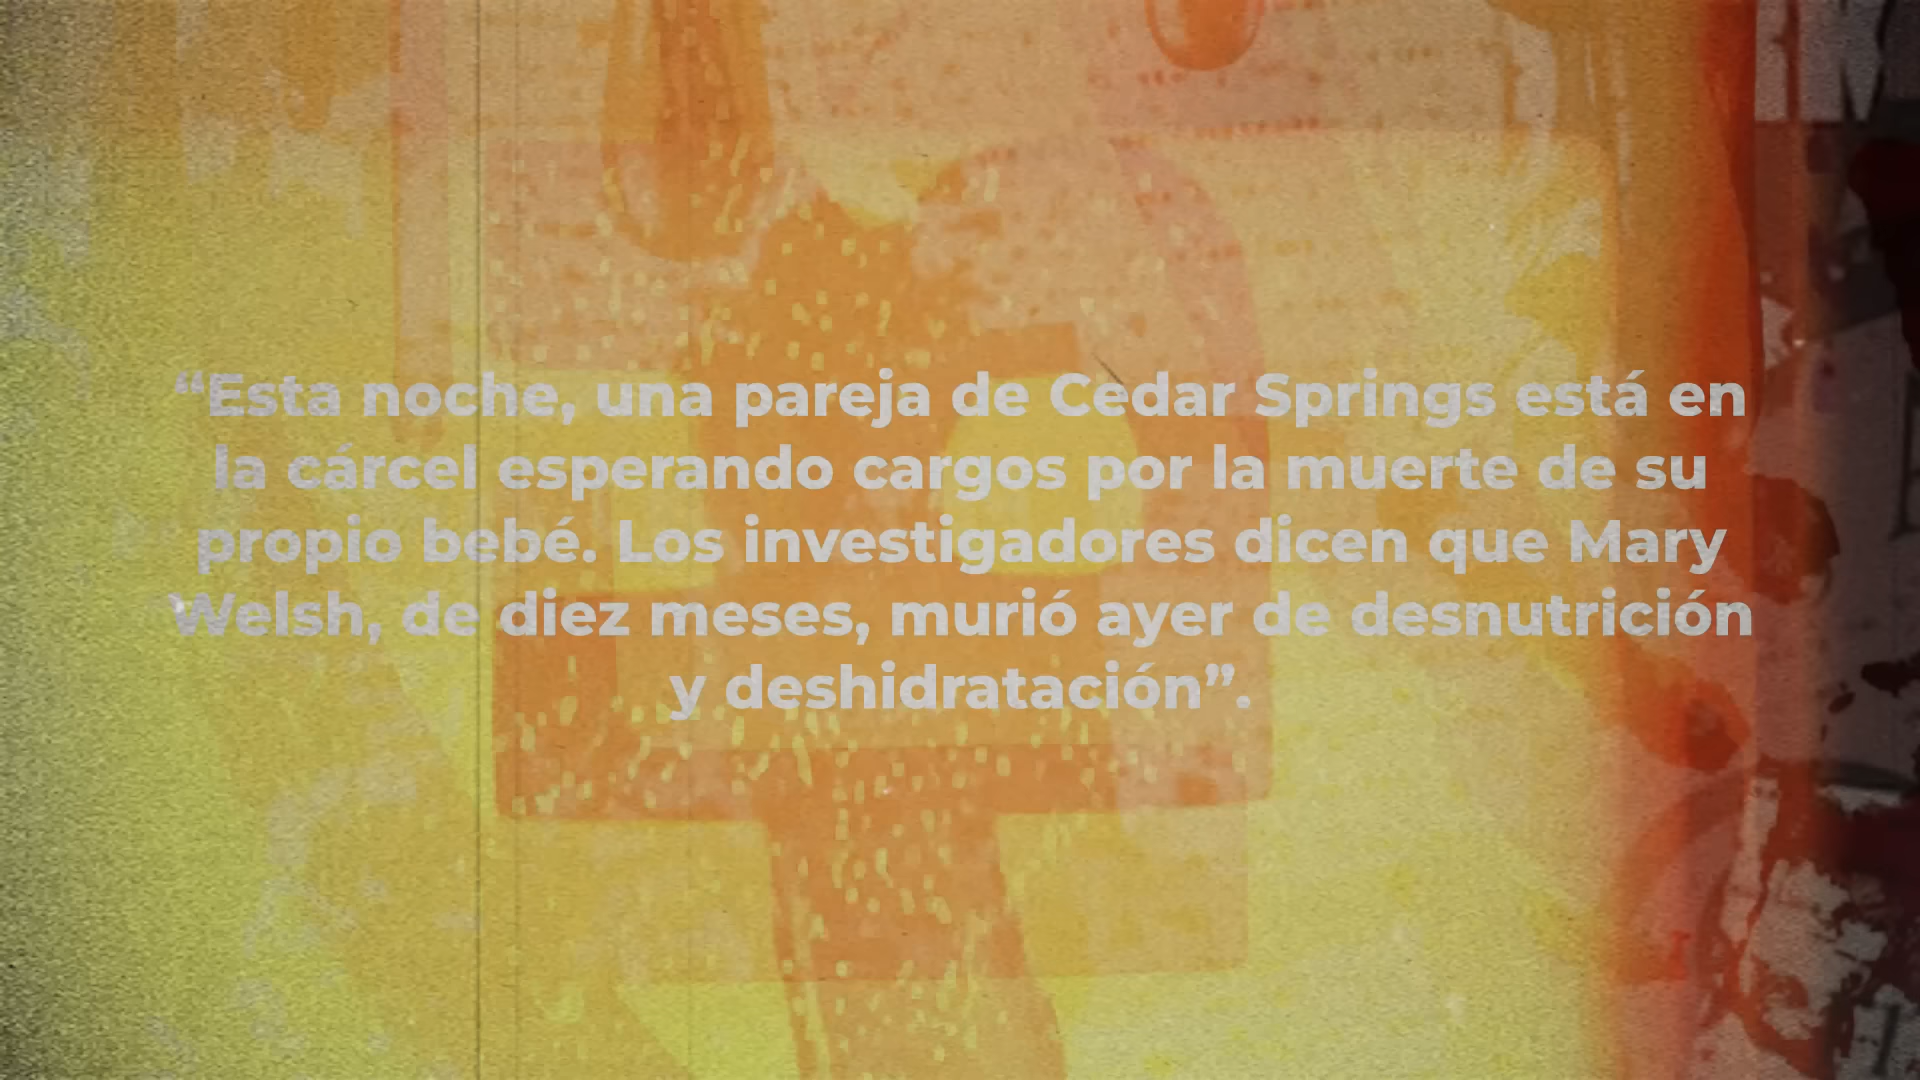 “Esta noche, una pareja de Cedar Springs está en
la cárcel esperando cargos por la muerte de su
propio bebé. Los investigadores dicen que Mary
Welsh, de diez meses, murió ayer de desnutrición
y deshidratación”.